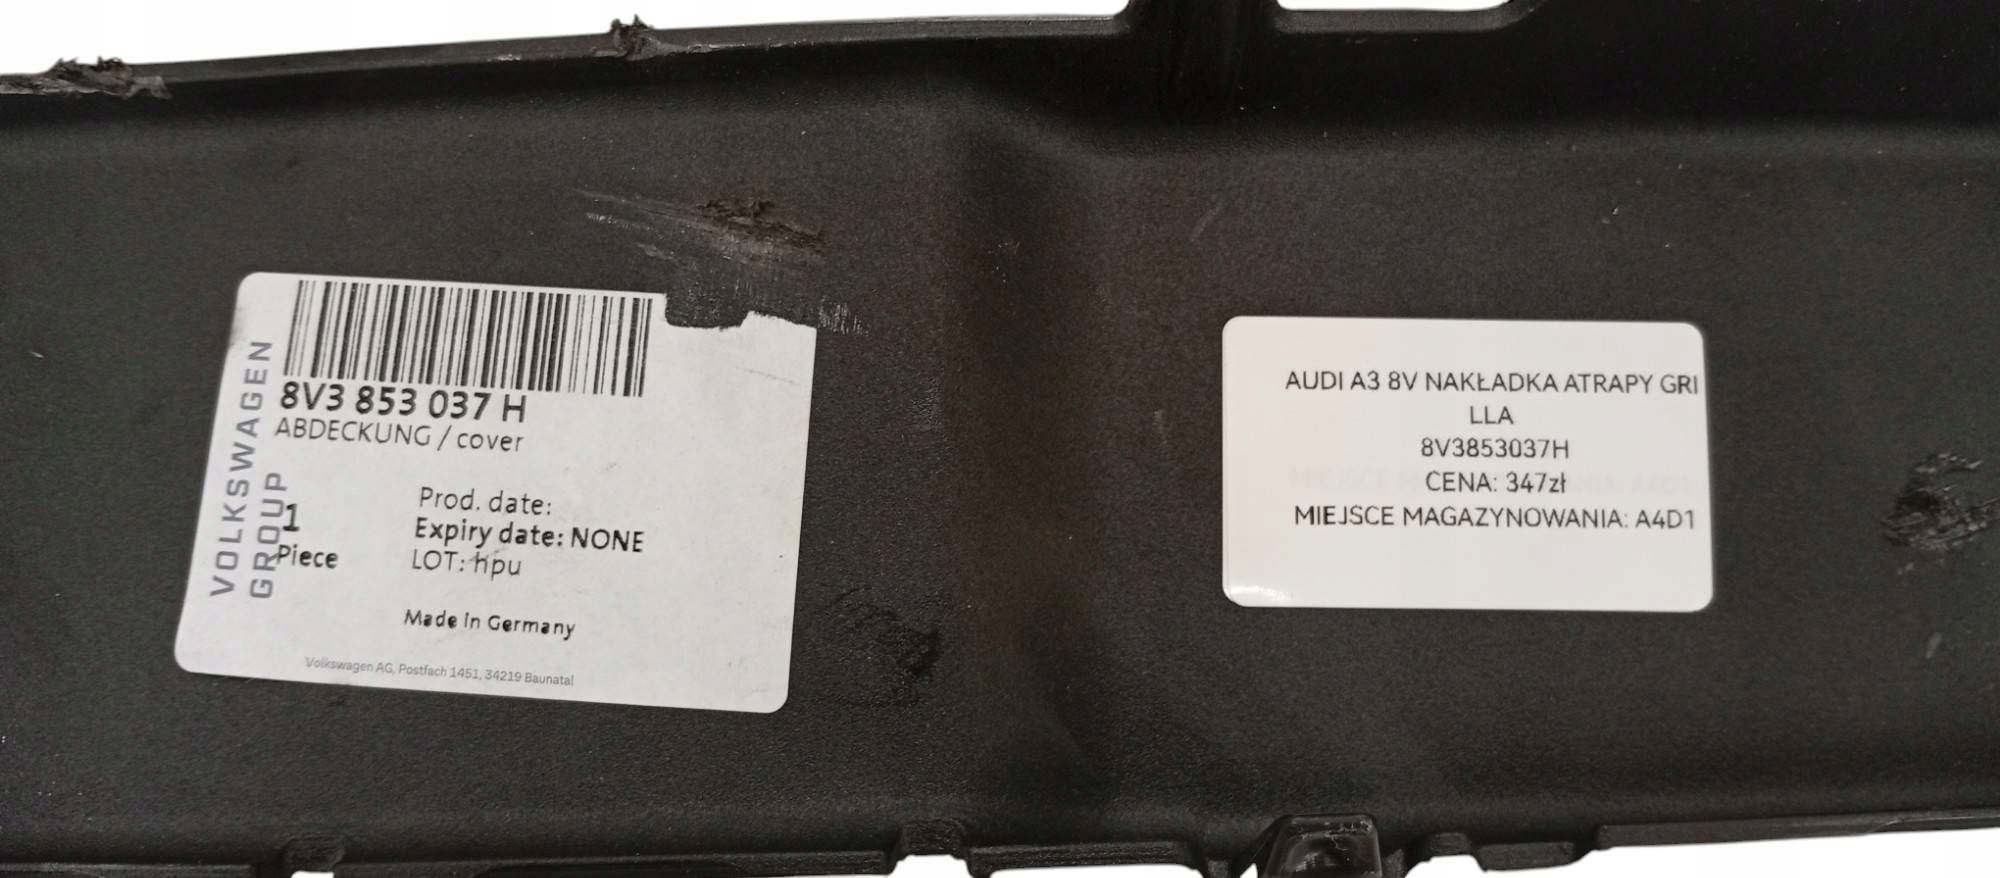 VOLKSWAGEN
GROUP
8V3 853 037 H
ABDECKUNG / cover
1
Piece
Prod. date:
Expiry date: NONE
LOT: hpu
Made in Germany
Volkswagen AG, Postfach 1451, 34219 Baunatal
AUDI A3 8V NAKŁADKA ATRAPY GRI
LLA
8V3853037H
CENA: 347zł
MIEJSCE MAGAZYNOWANIA: A4D1